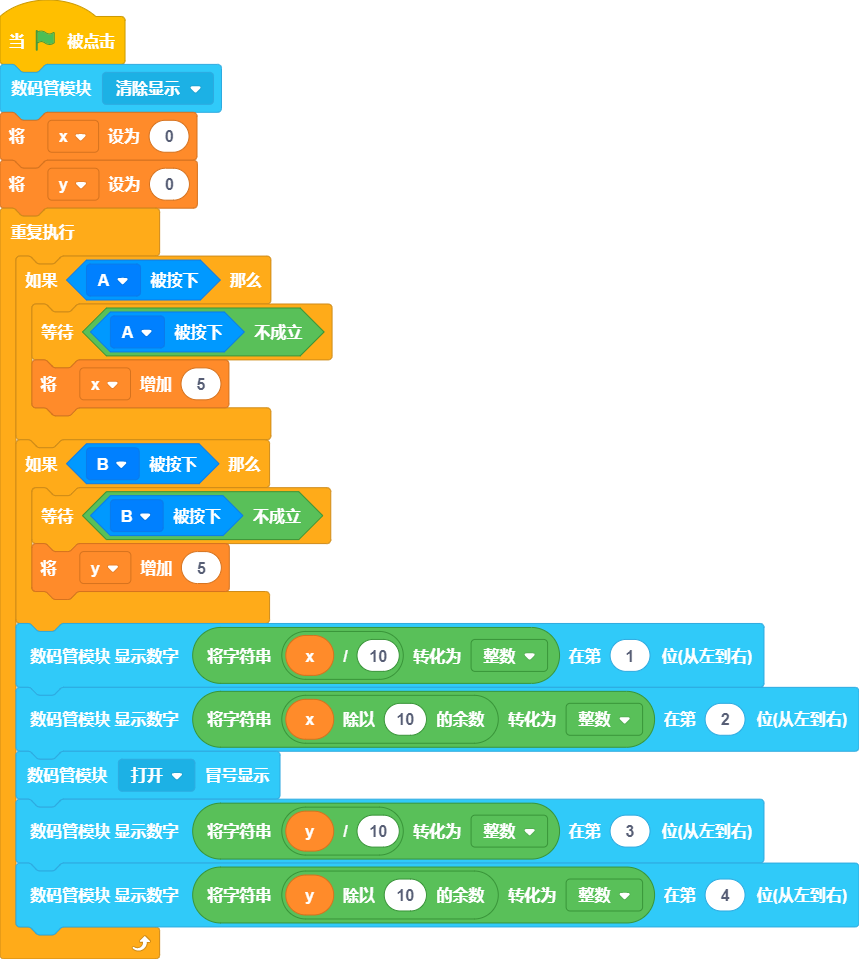 当 被点击
数码管模块 清除显示
将 x 设为 0
将 y 设为 0
重复执行
如果 A 被按下 那么
等待 A 被按下 不成立
将 x 增加 5
如果 B 被按下 那么
等待 B 被按下 不成立
将 y 增加 5
数码管模块 显示数字 将字符串 x / 10 转化为 整数 在第 1 位(从左到右)
数码管模块 显示数字 将字符串 x 除以 10 的余数 转化为 整数 在第 2 位(从左到右)
数码管模块 打开 冒号显示
数码管模块 显示数字 将字符串 y / 10 转化为 整数 在第 3 位(从左到右)
数码管模块 显示数字 将字符串 y 除以 10 的余数 转化为 整数 在第 4 位(从左到右)